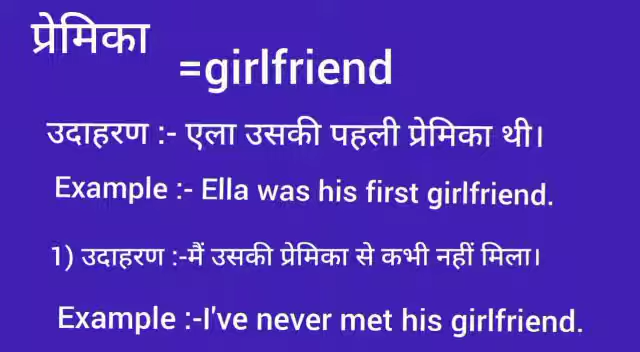 प्रेमिका
=girlfriend
उदाहरण :- एला उसकी पहली प्रेमिका थी।
Example :- Ella was his first girlfriend.
1) उदाहरण :-मैं उसकी प्रेमिका से कभी नहीं मिला।
Example :-I've never met his girlfriend.